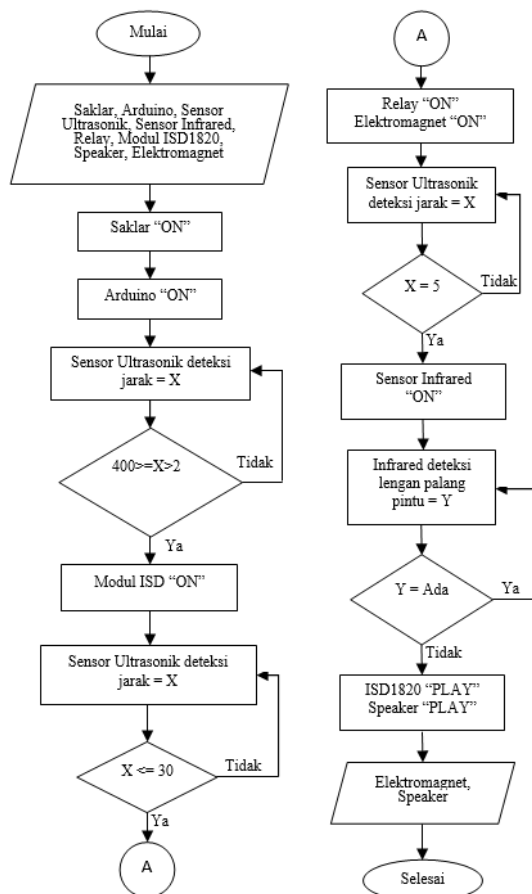 Mulai
Saklar, Arduino, Sensor
Ultrasonik, Sensor Infrared,
Relay, Modul ISD1820,
Speaker, Elektromagnet
Saklar “ON”
Arduino “ON”
Sensor Ultrasonik deteksi
jarak = X
400>=X>2
Tidak
Ya
Modul ISD “ON”
Sensor Ultrasonik deteksi
jarak = X
X <= 30
Tidak
Ya
A
A
Relay “ON”
Elektromagnet “ON”
Sensor Ultrasonik
deteksi jarak = X
X = 5
Tidak
Ya
Sensor Infrared
“ON”
Infrared deteksi
lengan palang
pintu = Y
Y = Ada
Ya
Tidak
ISD1820 “PLAY”
Speaker “PLAY”
Elektromagnet,
Speaker
Selesai